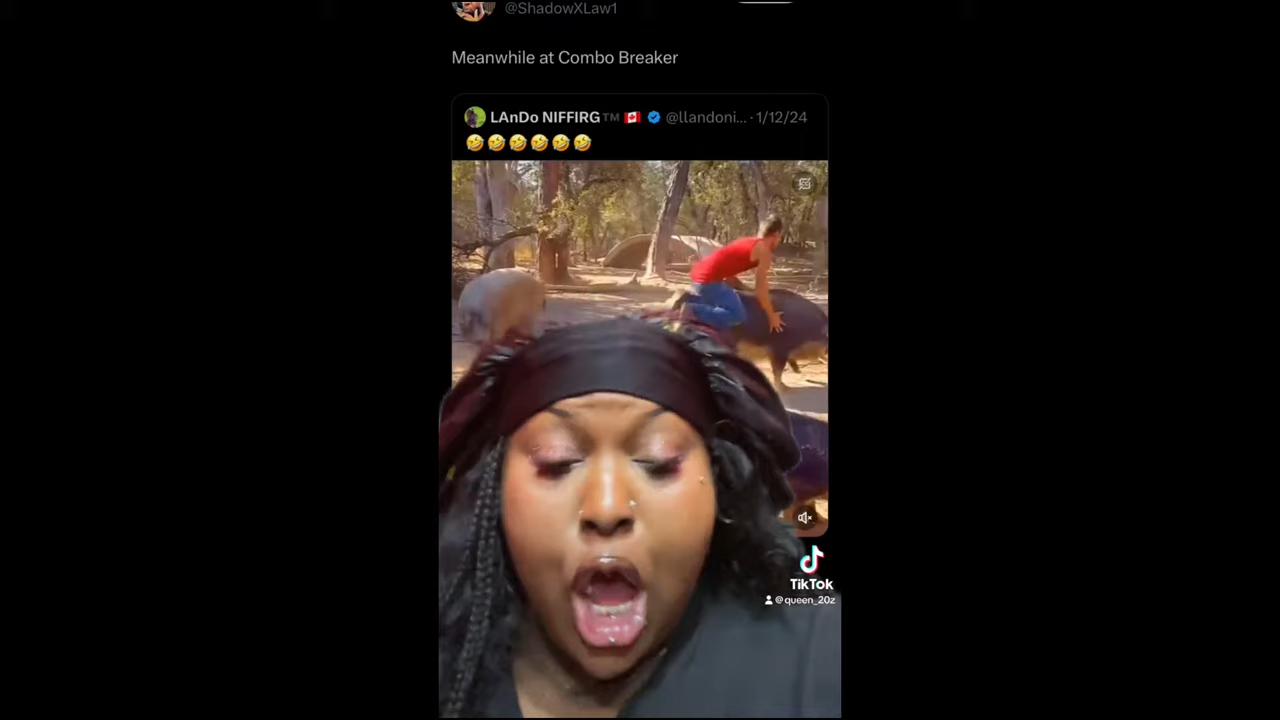 @ShadowXLaw1
Meanwhile at Combo Breaker
LAnDo NIFFIRG™ @llandoni... · 1/12/24
TikTok
@queen_20z